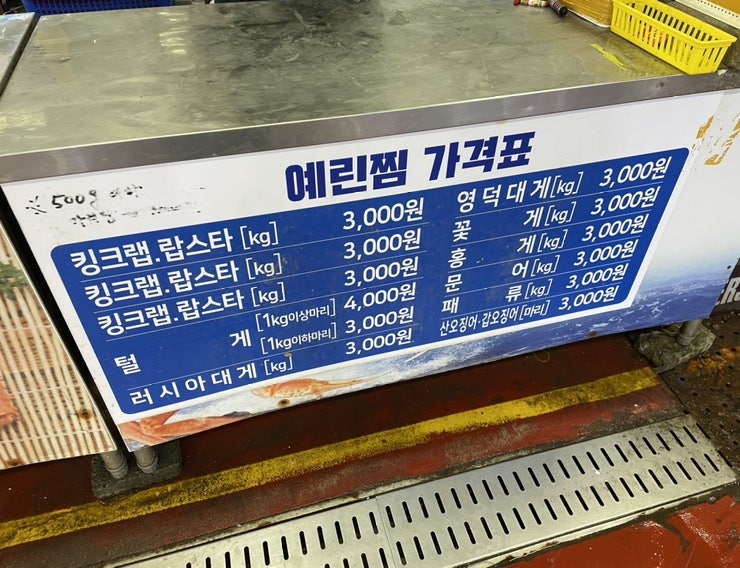 예린찜 가격표
※ 500g
킹크랩.랍스타 [kg] 3,000원
킹크랩.랍스타 [kg] 3,000원
킹크랩.랍스타 [kg] 3,000원
털 게 [1kg이상마리] 4,000원
[1kg이하마리] 3,000원
러시아대게 [kg] 3,000원
영덕대게 [kg] 3,000원
꽃 게 [kg] 3,000원
홍 게 [kg] 3,000원
문 어 [kg] 3,000원
패 류 [kg] 3,000원
산오징어·갑오징어 [마리] 3,000원